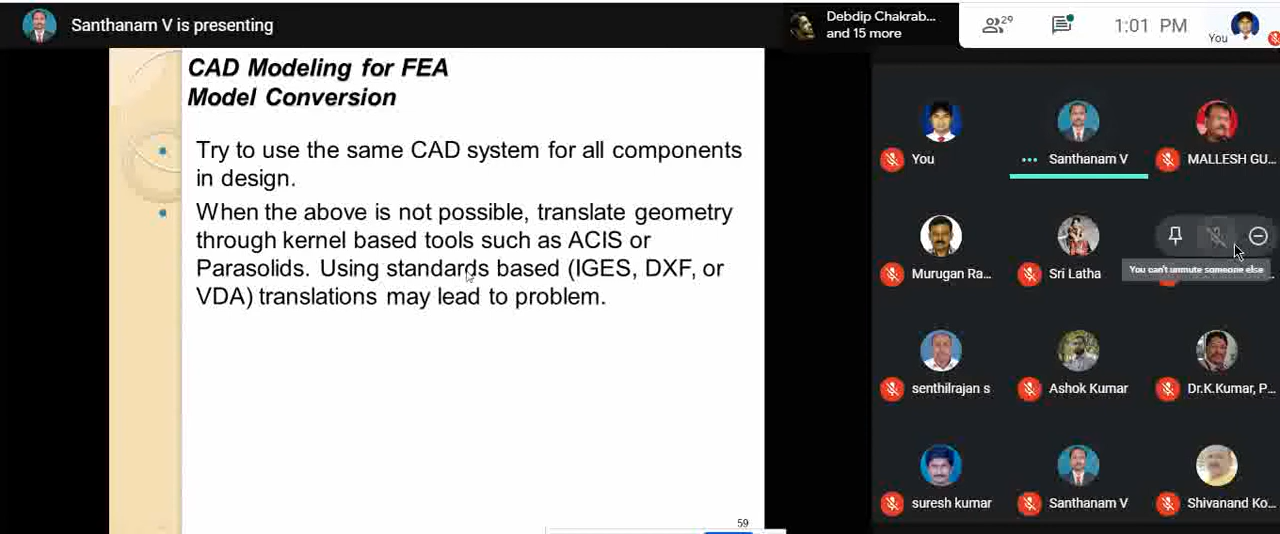 Santhanam V is presenting
Debdip Chakrab...
and 15 more
29
1:01 PM
You
CAD Modeling for FEA
Model Conversion
Try to use the same CAD system for all components
in design.
When the above is not possible, translate geometry
through kernel based tools such as ACIS or
Parasolids. Using standards based (IGES, DXF, or
VDA) translations may lead to problem.
59
You
Santhanam V
MALLESH GU...
Murugan Ra...
Sri Latha
You can't unmute someone else
senthilrajan s
Ashok Kumar
Dr.K.Kumar, P...
suresh kumar
Santhanam V
Shivanand Ko...